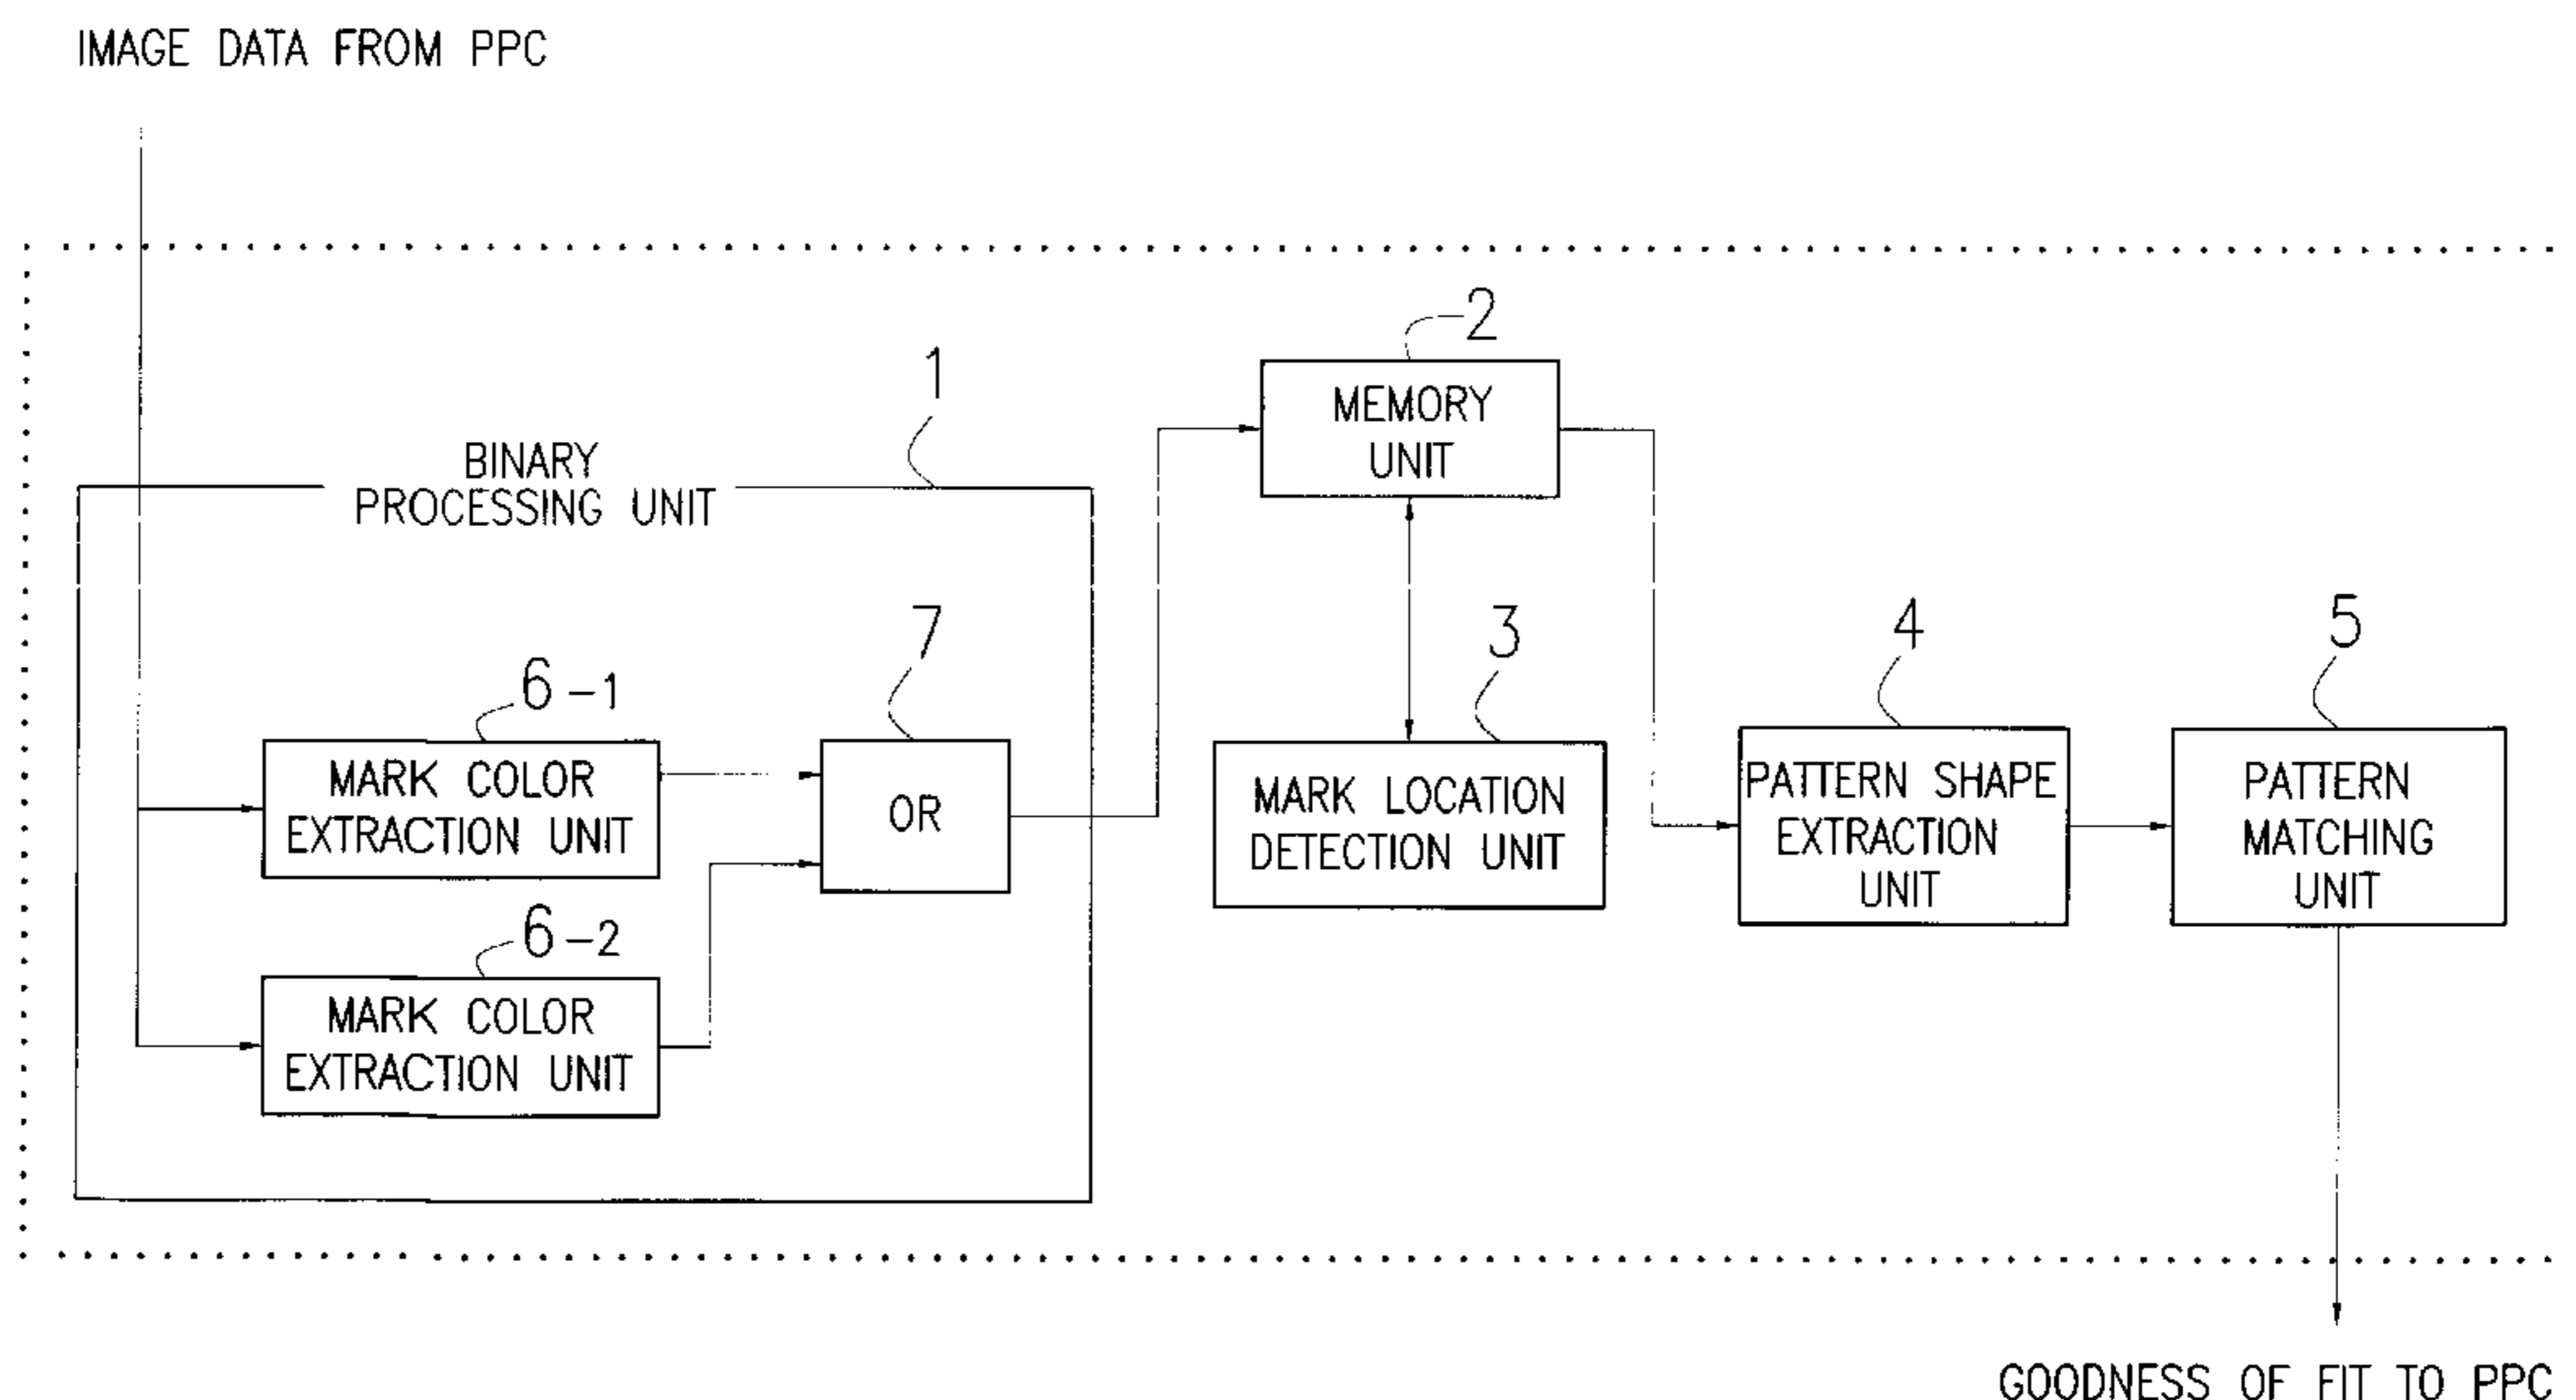 IMAGE DATA FROM PPC
1
BINARY
PROCESSING UNIT
2
MEMORY
UNIT
6-1
MARK COLOR
EXTRACTION UNIT
7
OR
6-2
MARK COLOR
EXTRACTION UNIT
3
MARK LOCATION
DETECTION UNIT
4
PATTERN SHAPE
EXTRACTION
UNIT
5
PATTERN
MATCHING
UNIT
GOODNESS OF FIT TO PPC